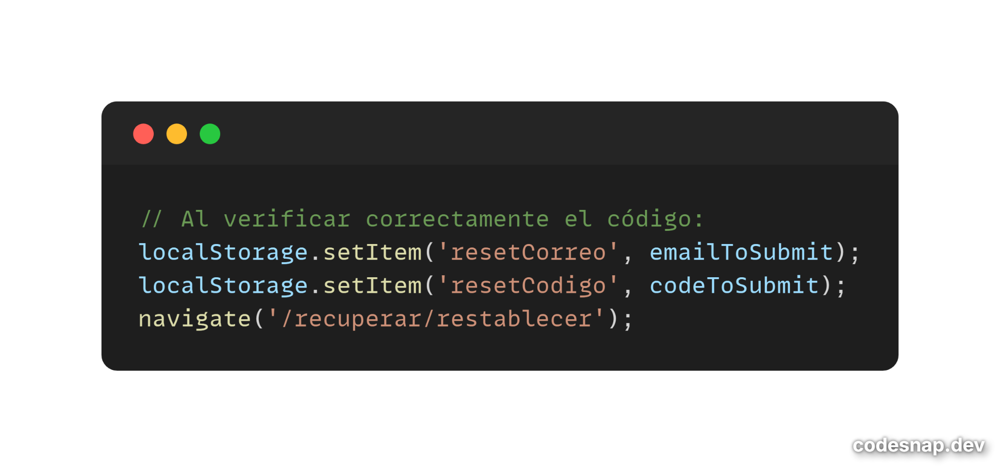 // Al verificar correctamente el código:
localStorage.setItem('resetCorreo', emailToSubmit);
localStorage.setItem('resetCodigo', codeToSubmit);
navigate('/recuperar/restablecer');
codesnap.dev